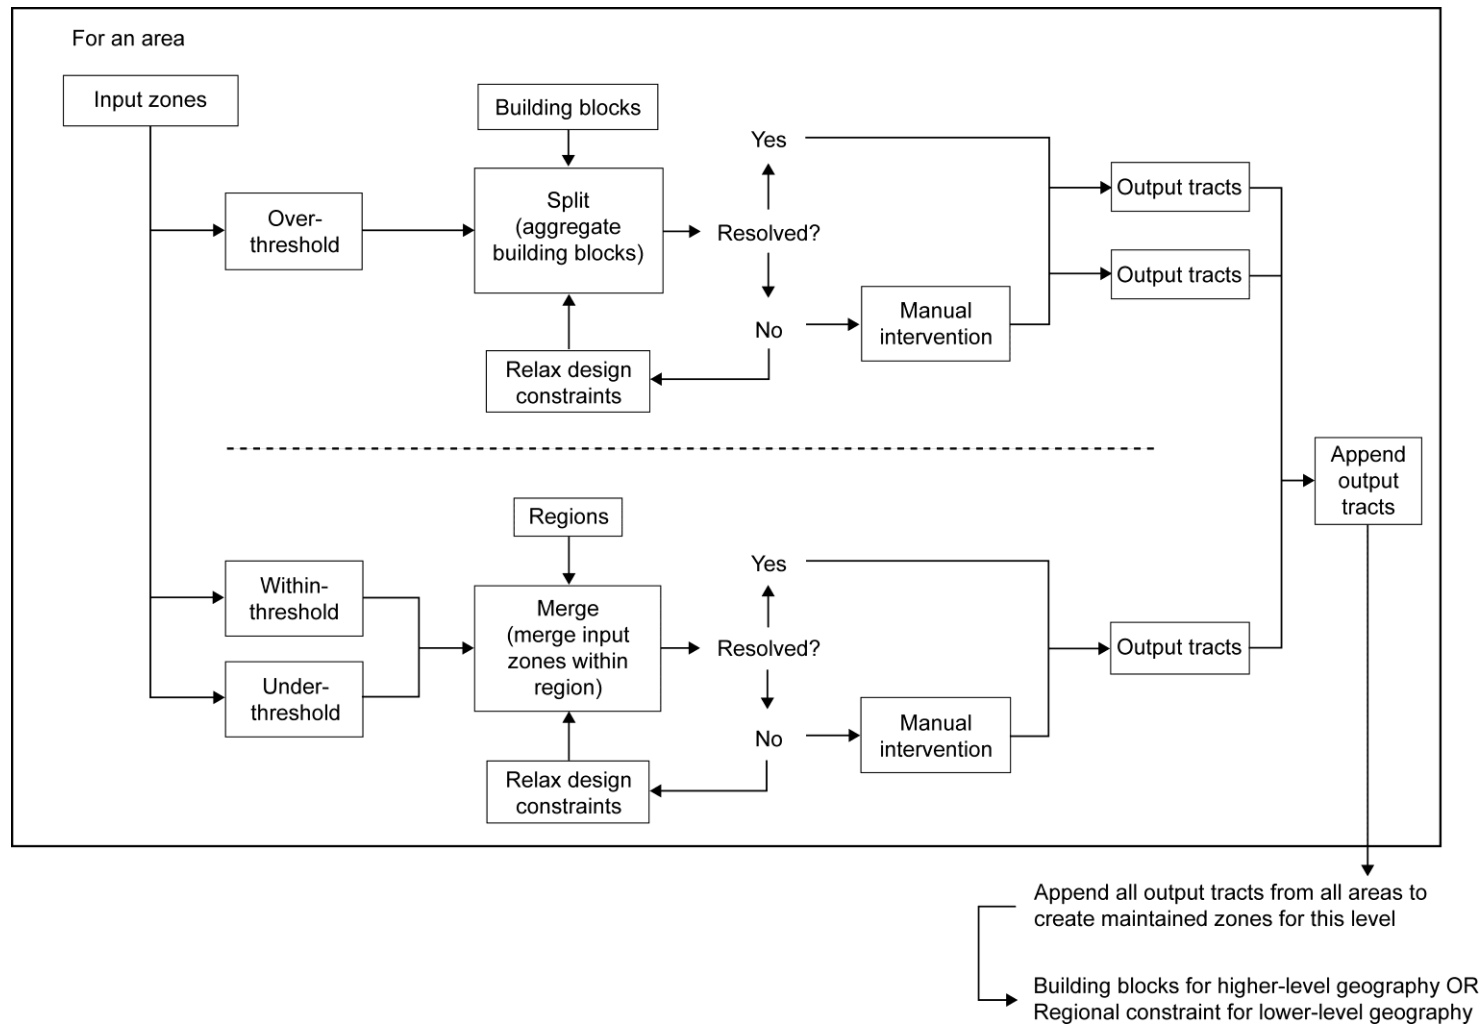 For an area
Input zones
Building blocks
Over-
threshold
Split
(aggregate
building blocks)
Yes
Resolved?
No
Manual
intervention
Relax design
constraints
Output tracts
Output tracts
Append
output
tracts
Regions
Within-
threshold
Under-
threshold
Merge
(merge input
zones within
region)
Yes
Resolved?
No
Manual
intervention
Relax design
constraints
Output tracts
Append all output tracts from all areas to
create maintained zones for this level
Building blocks for higher-level geography OR
Regional constraint for lower-level geography